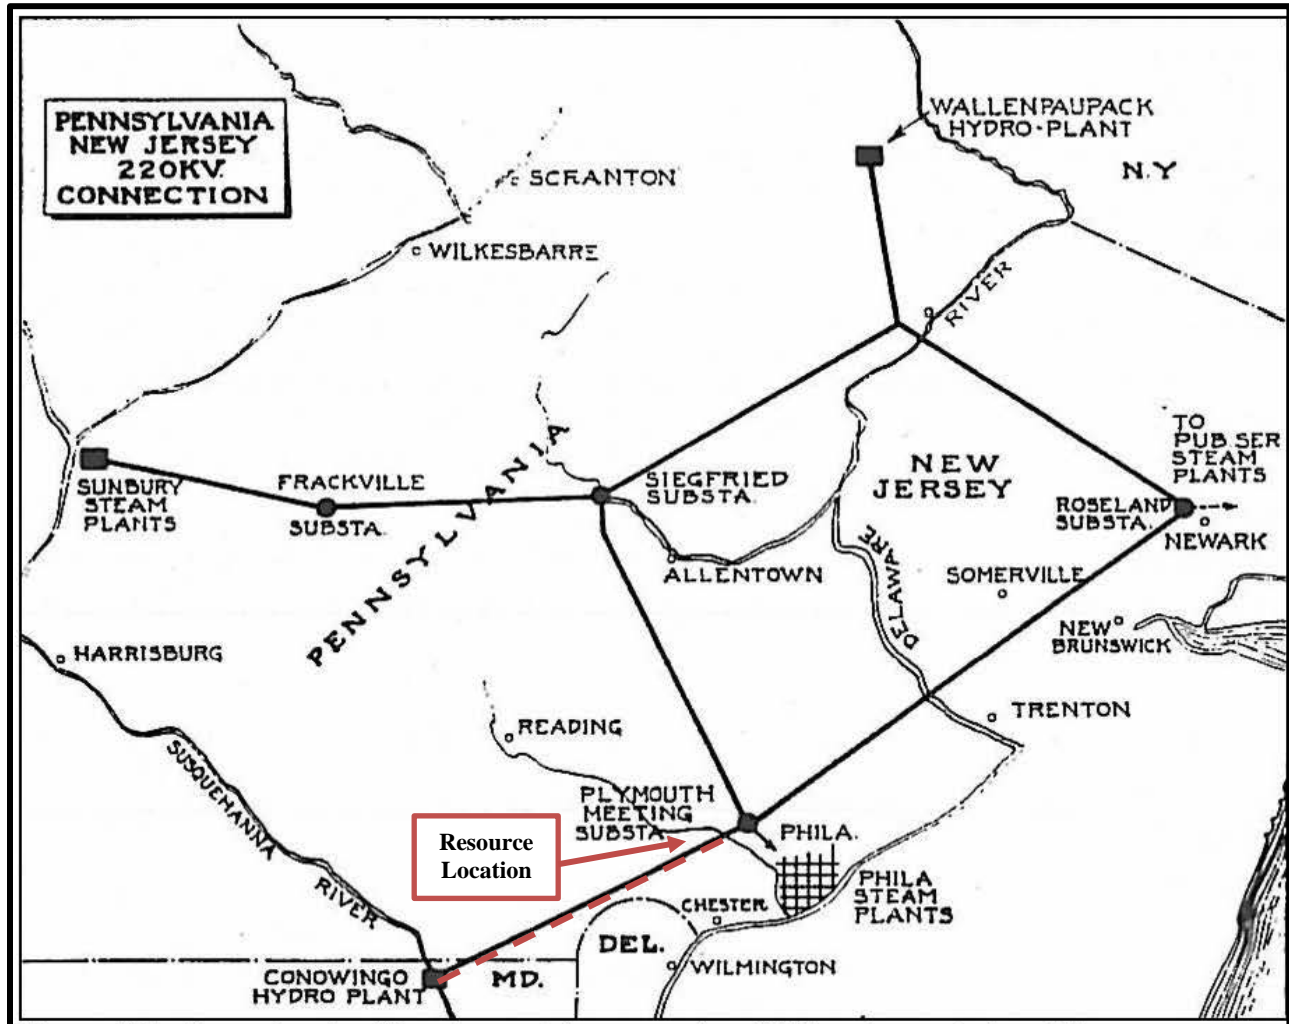 PENNSYLVANIA
NEW JERSEY
220KV.
CONNECTION
WALLENPAUPACK
HYDRO-PLANT
N.Y
SCRANTON
WILKESBARRE
RIVER
SUNBURY
STEAM
PLANTS
FRACKVILLE
SUBSTA.
PENNSYLVANIA
SIEGFRIED
SUBSTA.
NEW
JERSEY
TO
PUB. SER
STEAM
PLANTS
ROSELAND
SUBSTA.
NEWARK
ALLENTOWN
DELAWARE
SOMERVILLE
NEW
BRUNSWICK
HARRISBURG
TRENTON
READING
SUSQUEHANNA
RIVER
PLYMOUTH
MEETING
SUBSTA
PHILA.
Resource
Location
PHILA
STEAM
PLANTS
CHESTER
DEL.
WILMINGTON
CONOWINGO
HYDRO PLANT
MD.